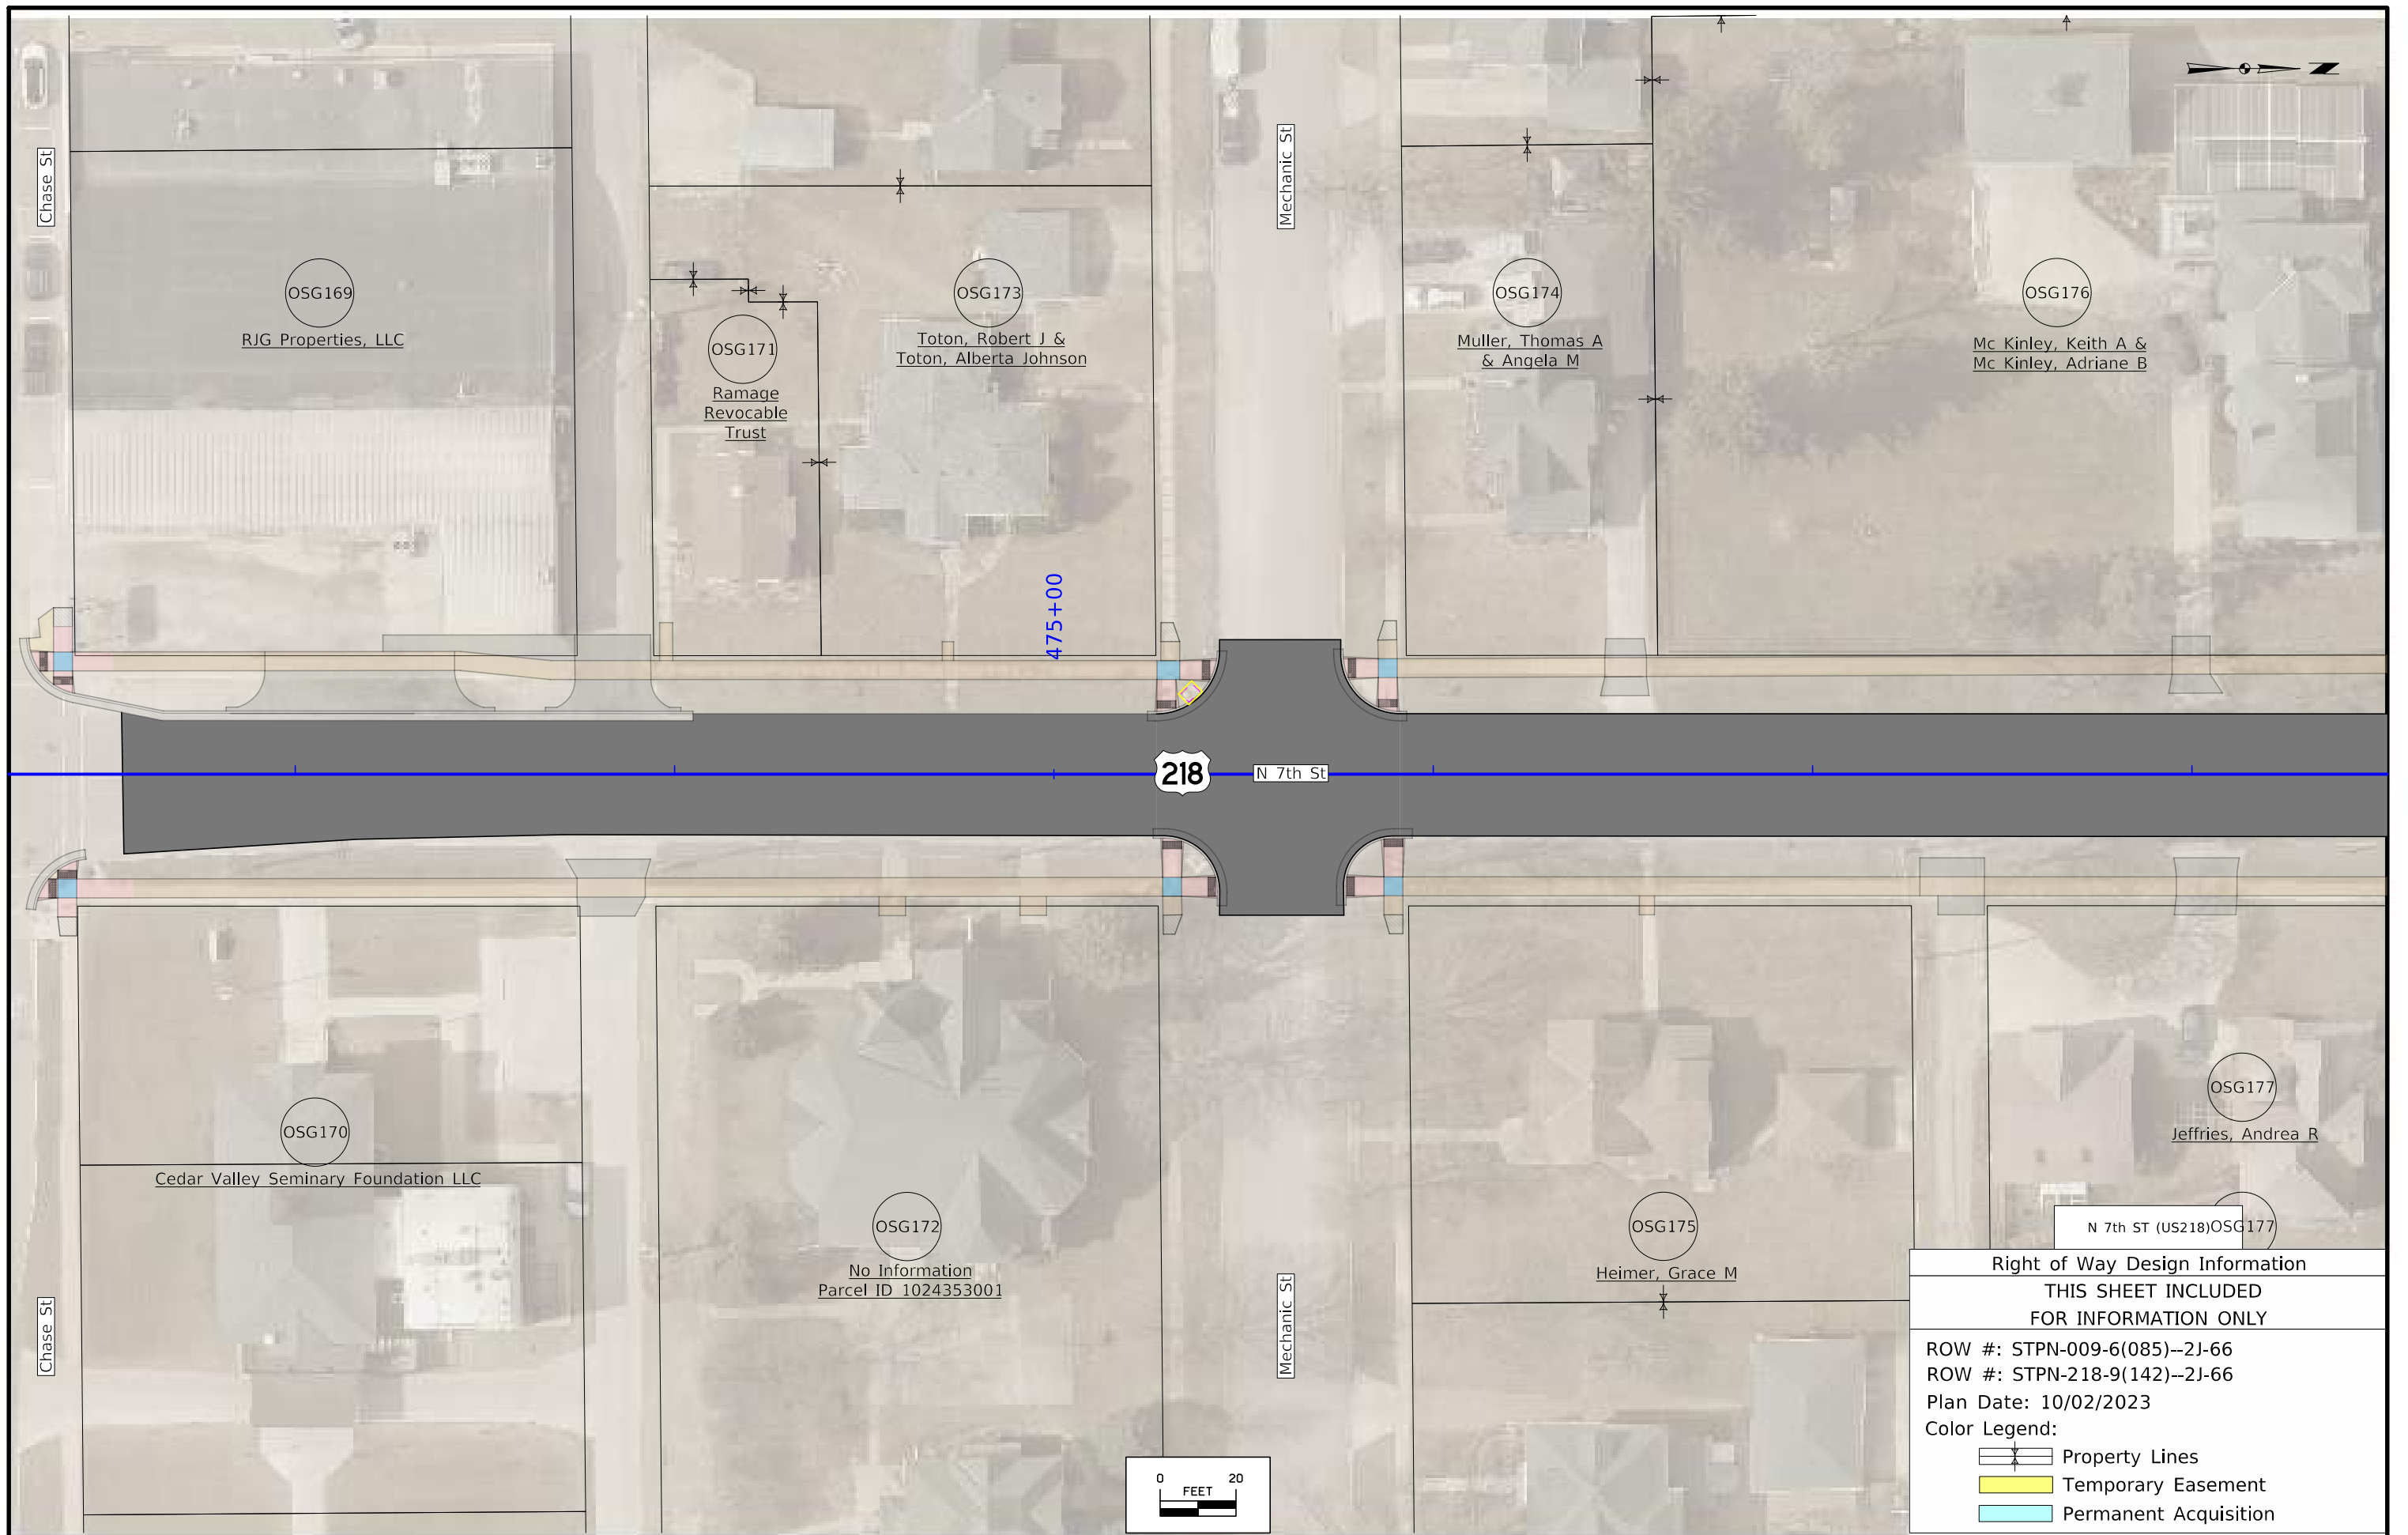 Chase St
OSG169
RJG Properties, LLC
OSG171
Ramage
Revocable
Trust
OSG173
Toton, Robert J &
Toton, Alberta Johnson
475+00
Mechanic St
OSG174
Muller, Thomas A
& Angela M
OSG176
Mc Kinley, Keith A &
Mc Kinley, Adriane B
218
N 7th St
Chase St
OSG170
Cedar Valley Seminary Foundation LLC
OSG172
No Information
Parcel ID 1024353001
Mechanic St
OSG175
Heimer, Grace M
OSG177
Jeffries, Andrea R
N 7th ST (US218)
OSG177
0 20
FEET
Right of Way Design Information
THIS SHEET INCLUDED
FOR INFORMATION ONLY
ROW #: STPN-009-6(085)--2J-66
ROW #: STPN-218-9(142)--2J-66
Plan Date: 10/02/2023
Color Legend:
Property Lines
Temporary Easement
Permanent Acquisition